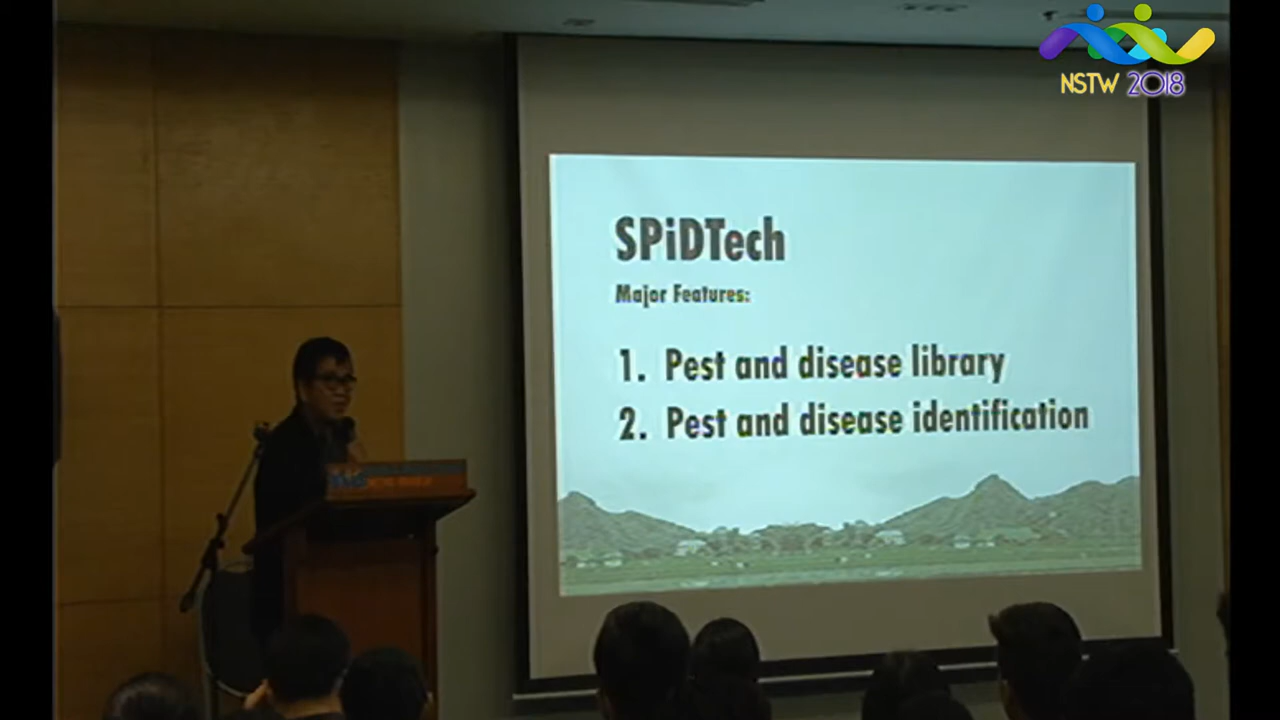 NSTW 2018
SPiDTech
Major Features:
1. Pest and disease library
2. Pest and disease identification